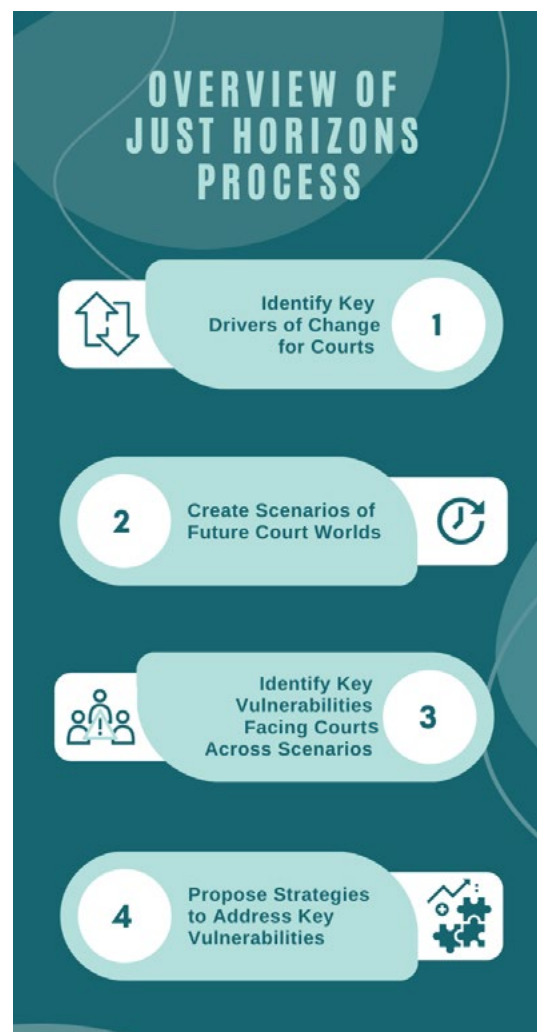 OVERVIEW OF
JUST HORIZONS
PROCESS
Identify Key
Drivers of Change
for Courts
1
2
Create Scenarios of
Future Court Worlds
Identify Key
Vulnerabilities
Facing Courts
Across Scenarios
3
4
Propose Strategies
to Address Key
Vulnerabilities